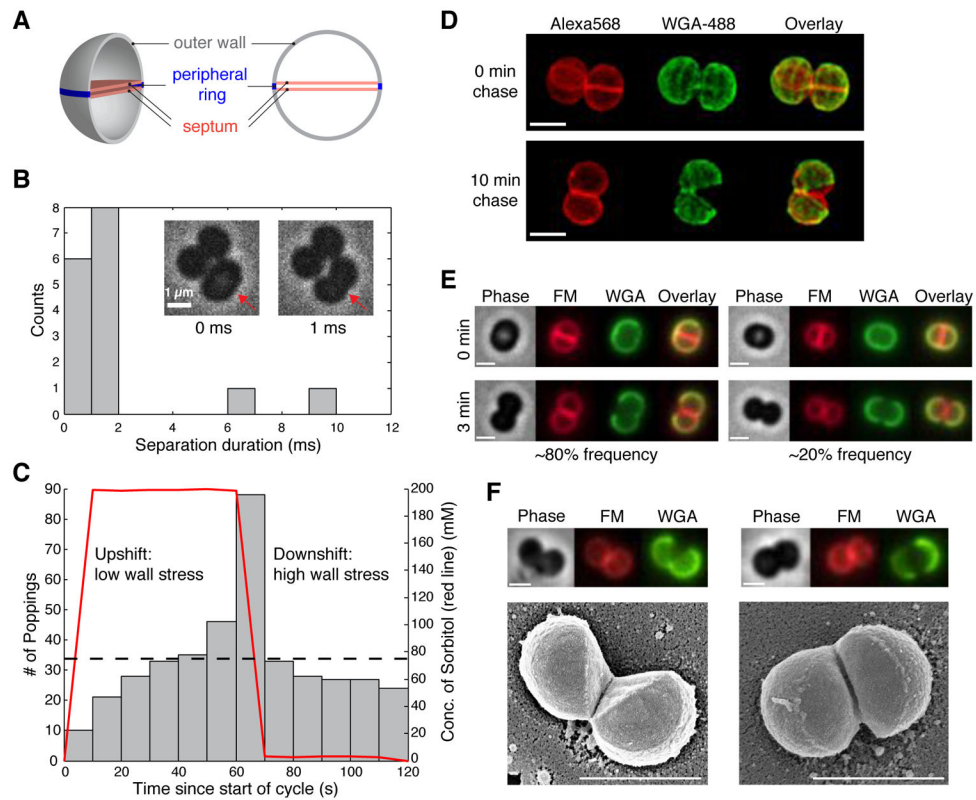 A
outer wall
peripheral
ring
septum
B
8
7
6
5
4
3
2
1
0
Counts
1 μm
0 ms
1 ms
0 2 4 6 8 10 12
Separation duration (ms)
C
90
80
70
60
50
40
30
20
10
0
# of Poppings
Upshift:
low wall stress
Downshift:
high wall stress
200
180
160
140
120
100
80
60
40
20
0
Conc. of Sorbitol (red line) (mM)
0 20 40 60 80 100 120
Time since start of cycle (s)
D
Alexa568 WGA-488 Overlay
0 min
chase
10 min
chase
E
Phase FM WGA Overlay Phase FM WGA Overlay
0 min
3 min
~80% frequency ~20% frequency
F
Phase FM WGA Phase FM WGA